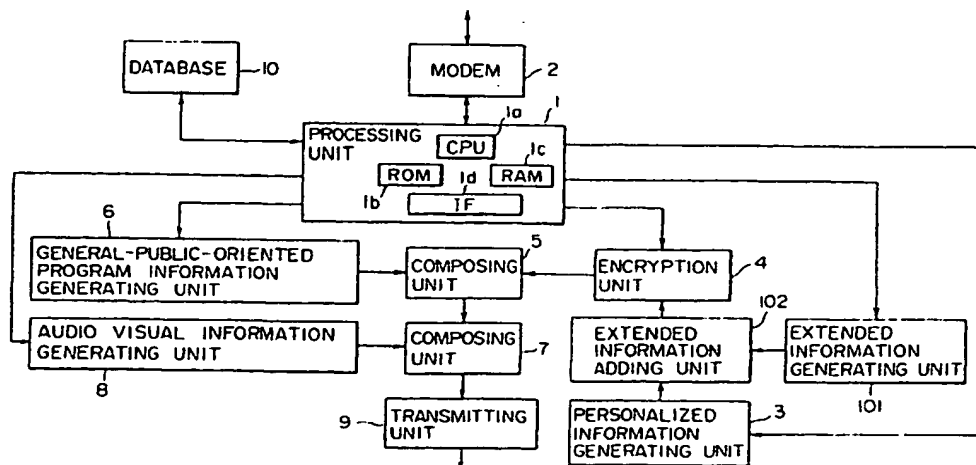 DATABASE
10
MODEM
2
1
PROCESSING
UNIT
1a
CPU
ROM
1b
1d
IF
1c
RAM
6
GENERAL-PUBLIC-ORIENTED
PROGRAM INFORMATION
GENERATING UNIT
5
COMPOSING
UNIT
ENCRYPTION
UNIT
4
AUDIO VISUAL INFORMATION
GENERATING UNIT
8
COMPOSING
UNIT
7
102
EXTENDED
INFORMATION
ADDING UNIT
EXTENDED
INFORMATION
GENERATING UNIT
101
9
TRANSMITTING
UNIT
3
PERSONALIZED
INFORMATION
GENERATING UNIT